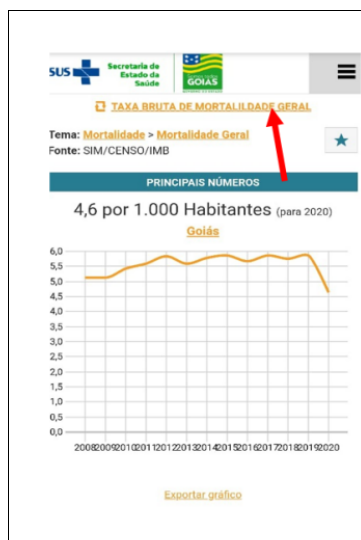 SUS
Secretaria de
Estado da
Saúde
GOIÁS
TAXA BRUTA DE MORTALILDADE GERAL
Tema: Mortalidade > Mortalidade Geral
Fonte: SIM/CENSO/IMB
PRINCIPAIS NÚMEROS
4,6 por 1.000 Habitantes (para 2020)
Goiás
6,0
5,5
5,0
4,5
4,0
3,5
3,0
2,5
2,0
1,5
1,0
0,5
0,0
2008 2009 2010 2011 2012 2013 2014 2015 2016 2017 2018 2019 2020
Exportar gráfico